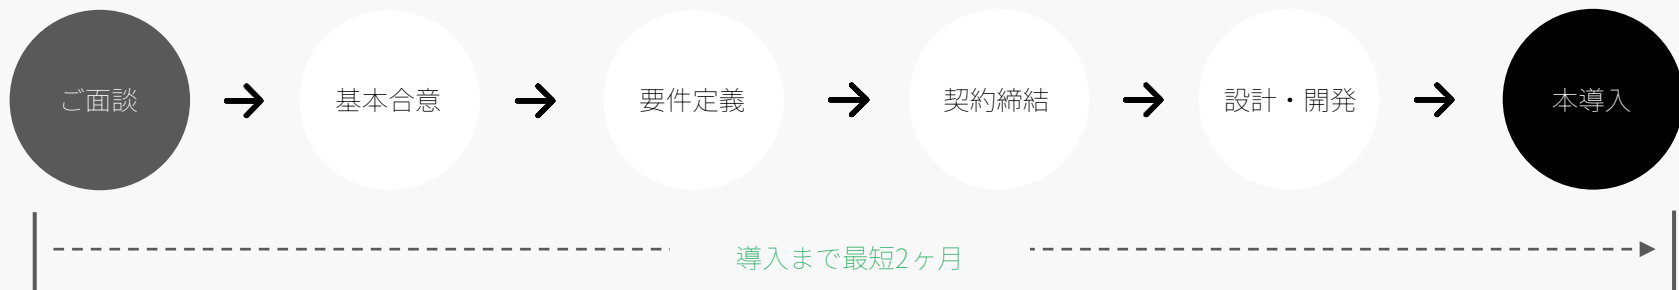 ご面談
基本合意
要件定義
契約締結
設計・開発
本導入
導入まで最短2ヶ月